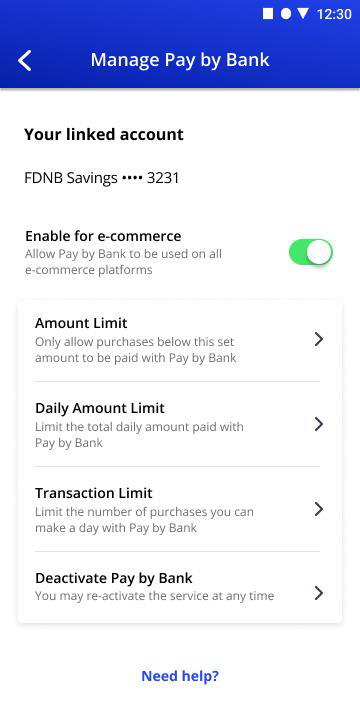 12:30
Manage Pay by Bank
Your linked account
FDNB Savings •••• 3231
Enable for e-commerce
Allow Pay by Bank to be used on all
e-commerce platforms
Amount Limit
Only allow purchases below this set
amount to be paid with Pay by Bank
Daily Amount Limit
Limit the total daily amount paid with
Pay by Bank
Transaction Limit
Limit the number of purchases you can
make a day with Pay by Bank
Deactivate Pay by Bank
You may re-activate the service at any time
Need help?